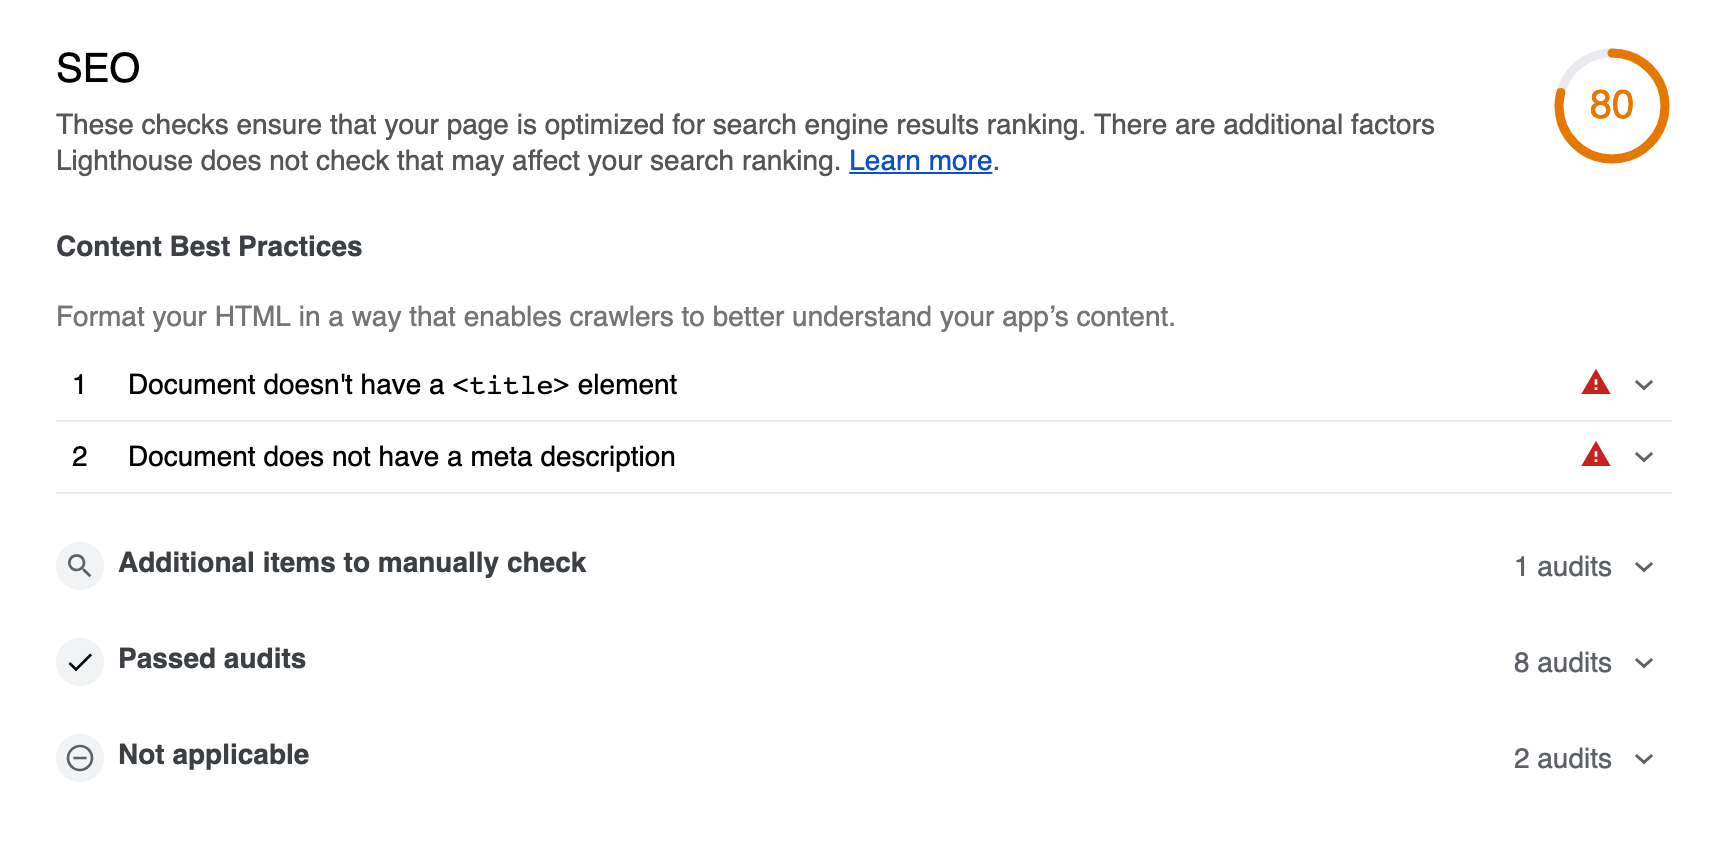 SEO
80
These checks ensure that your page is optimized for search engine results ranking. There are additional factors
Lighthouse does not check that may affect your search ranking. Learn more.
Content Best Practices
Format your HTML in a way that enables crawlers to better understand your app’s content.
1 Document doesn't have a <title> element
2 Document does not have a meta description
Additional items to manually check 1 audits
Passed audits 8 audits
Not applicable 2 audits